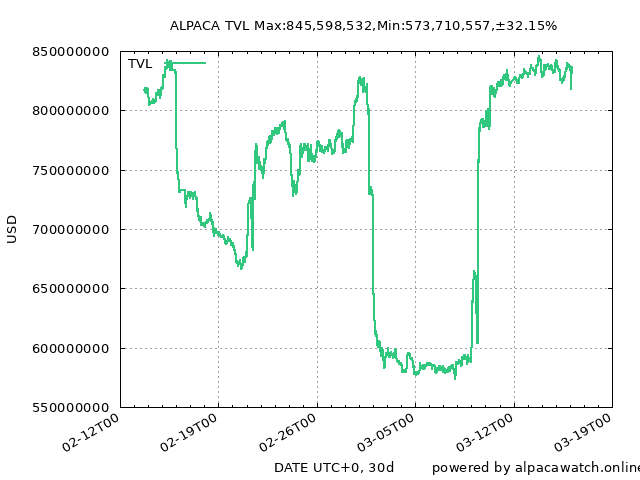 ALPACA TVL Max:845,598,532,Min:573,710,557,±32.15%
TVL
850000000
800000000
750000000
700000000
650000000
600000000
550000000
USD
02-12T00
02-19T00
02-26T00
03-05T00
03-12T00
03-19T00
DATE UTC+0, 30d
powered by alpacawatch.online